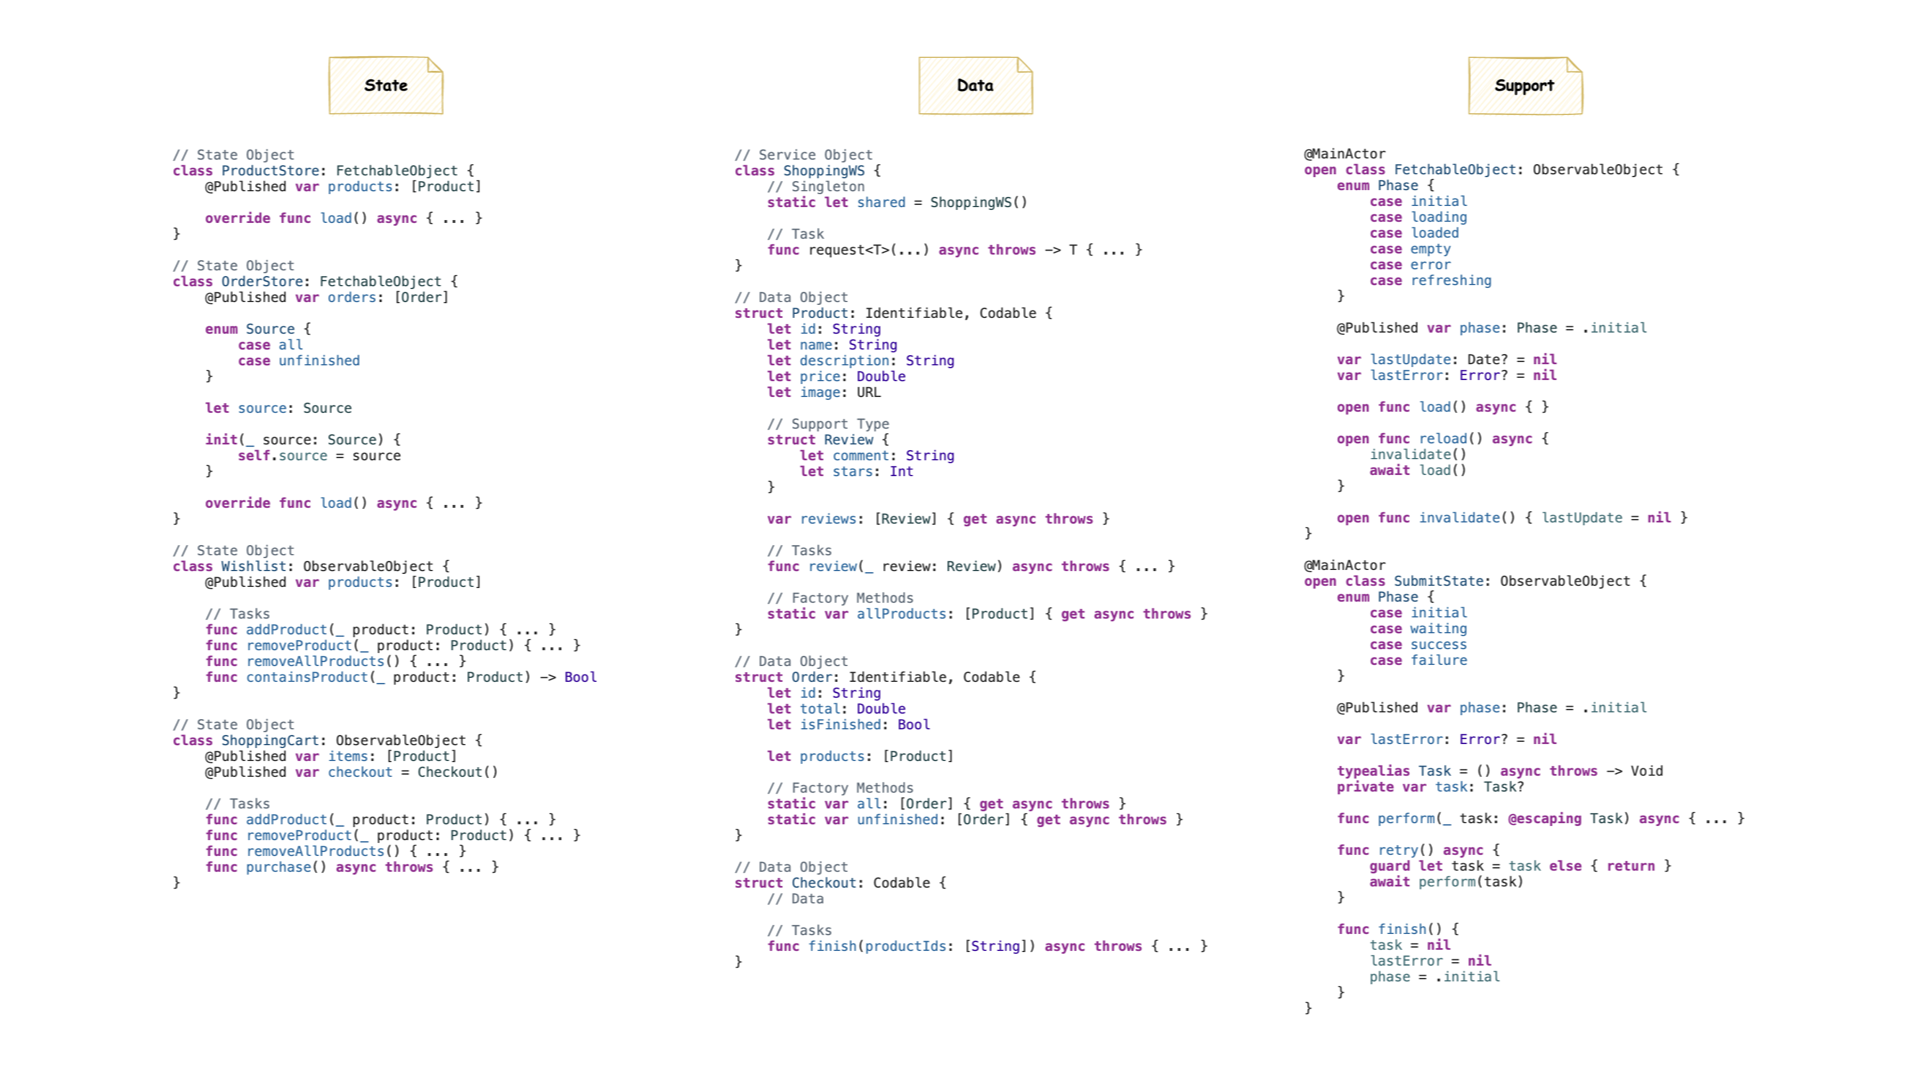 State
// State Object
class ProductStore: FetchableObject {
    @Published var products: [Product]

    override func load() async { ... }
}

// State Object
class OrderStore: FetchableObject {
    @Published var orders: [Order]

    enum Source {
        case all
        case unfinished
    }

    let source: Source

    init(_ source: Source) {
        self.source = source
    }

    override func load() async { ... }
}

// State Object
class Wishlist: ObservableObject {
    @Published var products: [Product]

    // Tasks
    func addProduct(_ product: Product) { ... }
    func removeProduct(_ product: Product) { ... }
    func removeAllProducts() { ... }
    func containsProduct(_ product: Product) -> Bool
}

// State Object
class ShoppingCart: ObservableObject {
    @Published var items: [Product]
    @Published var checkout = Checkout()

    // Tasks
    func addProduct(_ product: Product) { ... }
    func removeProduct(_ product: Product) { ... }
    func removeAllProducts() { ... }
    func purchase() async throws { ... }
}

Data
// Service Object
class ShoppingWS {
    // Singleton
    static let shared = ShoppingWS()

    // Task
    func request<T>(...) async throws -> T { ... }
}

// Data Object
struct Product: Identifiable, Codable {
    let id: String
    let name: String
    let description: String
    let price: Double
    let image: URL

    // Support Type
    struct Review {
        let comment: String
        let stars: Int
    }

    var reviews: [Review] { get async throws }

    // Tasks
    func review(_ review: Review) async throws { ... }

    // Factory Methods
    static var allProducts: [Product] { get async throws }
}

// Data Object
struct Order: Identifiable, Codable {
    let id: String
    let total: Double
    let isFinished: Bool

    let products: [Product]

    // Factory Methods
    static var all: [Order] { get async throws }
    static var unfinished: [Order] { get async throws }
}

// Data Object
struct Checkout: Codable {
    // Data

    // Tasks
    func finish(productIds: [String]) async throws { ... }
}

Support
@MainActor
open class FetchableObject: ObservableObject {
    enum Phase {
        case initial
        case loading
        case loaded
        case empty
        case error
        case refreshing
    }

    @Published var phase: Phase = .initial

    var lastUpdate: Date? = nil
    var lastError: Error? = nil

    open func load() async { }

    open func reload() async {
        invalidate()
        await load()
    }

    open func invalidate() { lastUpdate = nil }
}

@MainActor
open class SubmitState: ObservableObject {
    enum Phase {
        case initial
        case waiting
        case success
        case failure
    }

    @Published var phase: Phase = .initial

    var lastError: Error? = nil

    typealias Task = () async throws -> Void
    private var task: Task?

    func perform(_ task: @escaping Task) async { ... }

    func retry() async {
        guard let task = task else { return }
        await perform(task)
    }

    func finish() {
        task = nil
        lastError = nil
        phase = .initial
    }
}